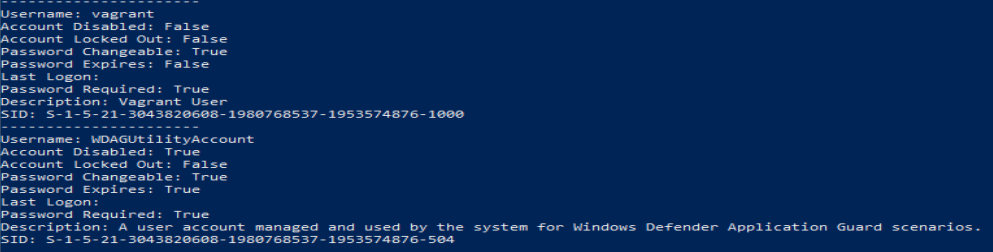 -----------------------
Username: vagrant
Account Disabled: False
Account Locked Out: False
Password Changeable: True
Password Expires: False
Last Logon:
Password Required: True
Description: Vagrant User
SID: S-1-5-21-3043820608-1980768537-1953574876-1000
-----------------------
Username: WDAGUtilityAccount
Account Disabled: True
Account Locked Out: False
Password Changeable: True
Password Expires: True
Last Logon:
Password Required: True
Description: A user account managed and used by the system for Windows Defender Application Guard scenarios.
SID: S-1-5-21-3043820608-1980768537-1953574876-504